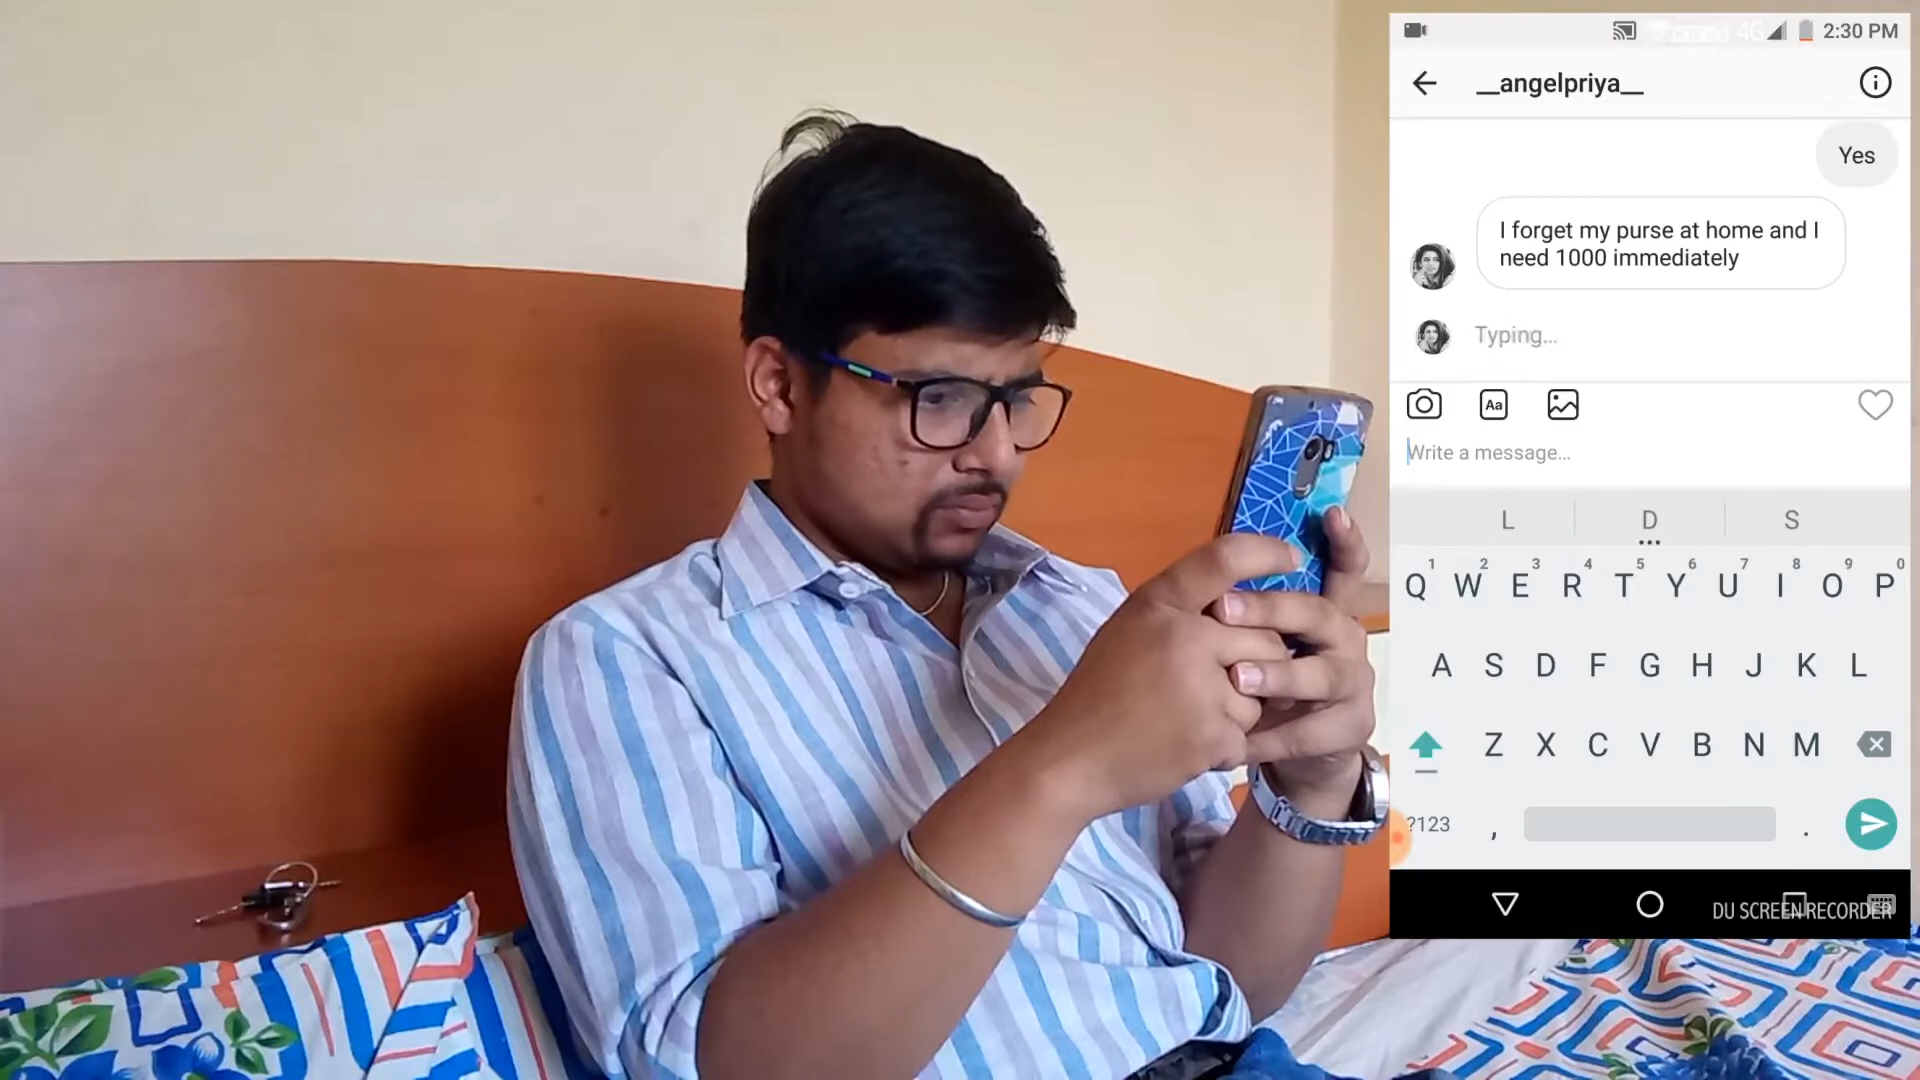 4G 2:30 PM
__angelpriya__
Yes
I forget my purse at home and I
need 1000 immediately
Typing...
Aa
Write a message...
L D S
1 2 3 4 5 6 7 8 9 0
Q W E R T Y U I O P
A S D F G H J K L
Z X C V B N M
?123 , .
DU SCREEN RECORDER